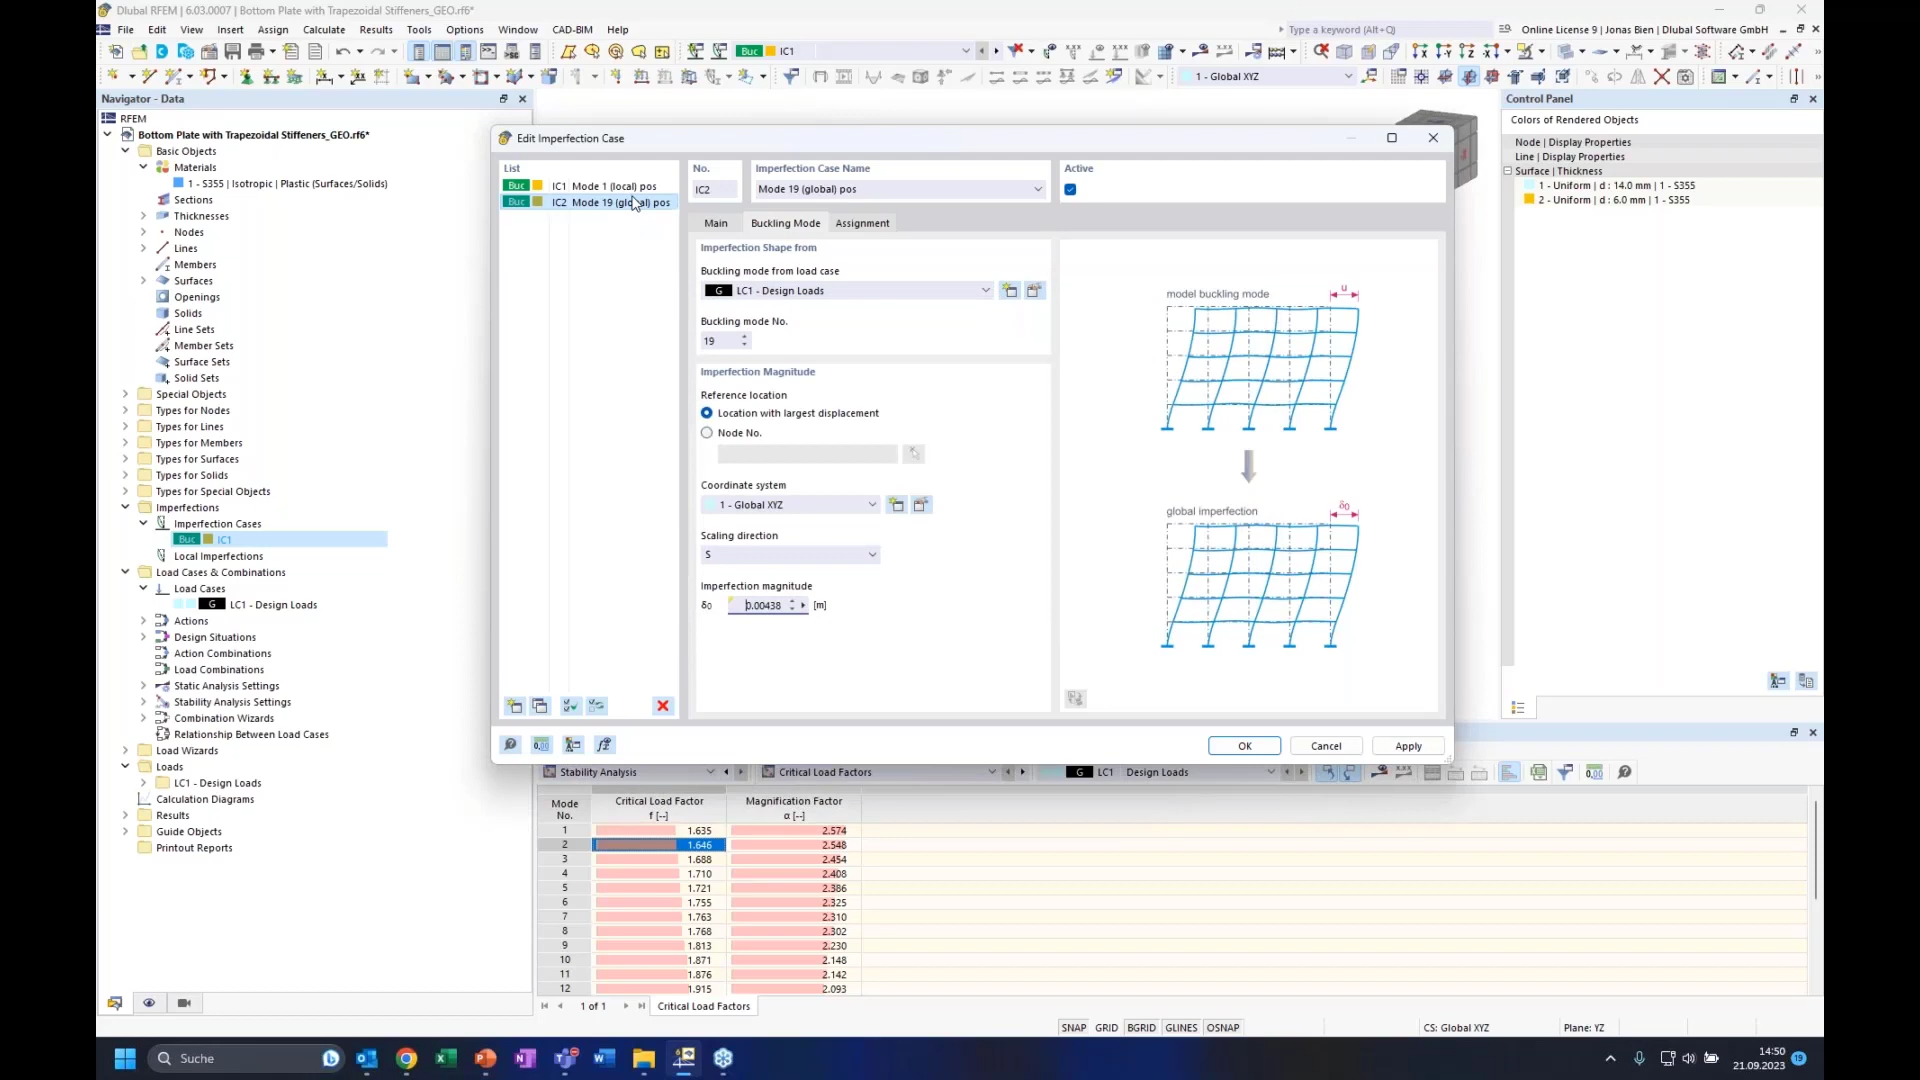 Dlubal RFEM | 6.03.0007 | Bottom Plate with Trapezoidal Stiffeners_GEO.rf6*
File Edit View Insert Assign Calculate Results Tools Options Window CAD-BIM Help
Type a keyword (Alt+Q)
Online License 9 | Jonas Bien | Dlubal Software GmbH
Buc IC1
1 - Global XYZ
Navigator - Data
RFEM
Bottom Plate with Trapezoidal Stiffeners_GEO.rf6*
Basic Objects
Materials
1 - S355 | Isotropic | Plastic (Surfaces/Solids)
Sections
Thicknesses
Nodes
Lines
Members
Surfaces
Openings
Solids
Line Sets
Member Sets
Surface Sets
Solid Sets
Special Objects
Types for Nodes
Types for Lines
Types for Members
Types for Surfaces
Types for Solids
Types for Special Objects
Imperfections
Imperfection Cases
Buc IC1
Local Imperfections
Load Cases & Combinations
Load Cases
G LC1 - Design Loads
Actions
Design Situations
Action Combinations
Load Combinations
Static Analysis Settings
Stability Analysis Settings
Combination Wizards
Relationship Between Load Cases
Load Wizards
Loads
LC1 - Design Loads
Calculation Diagrams
Results
Guide Objects
Printout Reports
Edit Imperfection Case
List
Buc IC1 Mode 1 (local) pos
Buc IC2 Mode 19 (global) pos
No.
IC2
Imperfection Case Name
Mode 19 (global) pos
Active
Main Buckling Mode Assignment
Imperfection Shape from
Buckling mode from load case
G LC1 - Design Loads
Buckling mode No.
19
Imperfection Magnitude
Reference location
Location with largest displacement
Node No.
Coordinate system
1 - Global XYZ
Scaling direction
S
Imperfection magnitude
δ0 0.00438 [m]
model buckling mode u
global imperfection δ0
OK Cancel Apply
Control Panel
Colors of Rendered Objects
Node | Display Properties
Line | Display Properties
Surface | Thickness
1 - Uniform | d : 14.0 mm | 1 - S355
2 - Uniform | d : 6.0 mm | 1 - S355
Stability Analysis Critical Load Factors G LC1 Design Loads
Mode No. Critical Load Factor f [--] Magnification Factor α [--]
1 1.635 2.574
2 1.646 2.548
3 1.688 2.454
4 1.710 2.408
5 1.721 2.386
6 1.755 2.325
7 1.763 2.310
8 1.768 2.302
9 1.813 2.230
10 1.871 2.148
11 1.876 2.142
12 1.915 2.093
1 of 1 Critical Load Factors
SNAP GRID BGRID GLINES OSNAP CS: Global XYZ Plane: YZ
Suche
14:50
21.09.2023
19